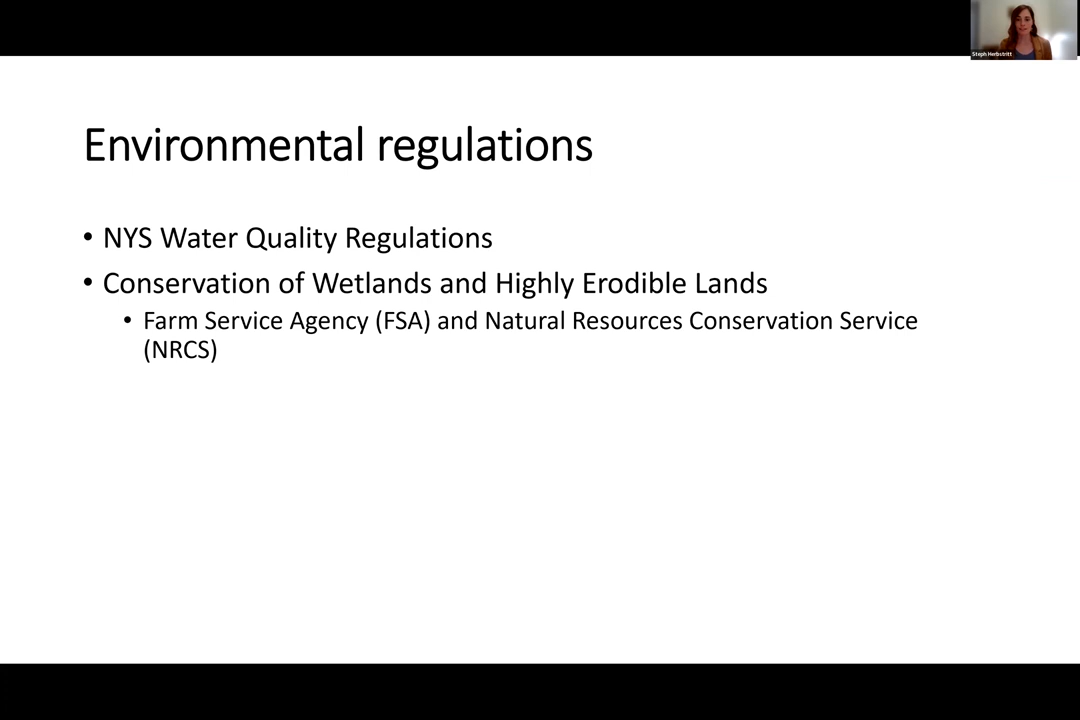 Steph Herbstritt
Environmental regulations
• NYS Water Quality Regulations
• Conservation of Wetlands and Highly Erodible Lands
• Farm Service Agency (FSA) and Natural Resources Conservation Service
(NRCS)